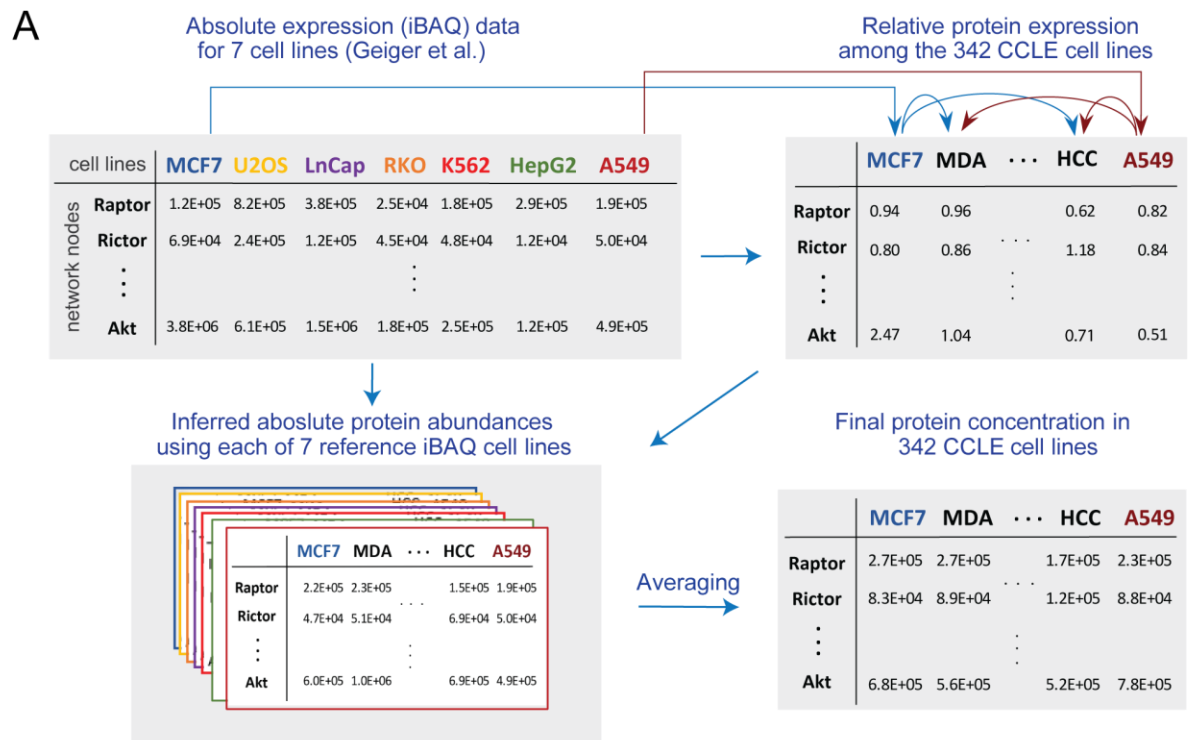 A
Absolute expression (iBAQ) data
for 7 cell lines (Geiger et al.)
Relative protein expression
among the 342 CCLE cell lines
cell lines MCF7 U2OS LnCap RKO K562 HepG2 A549
network nodes
Raptor 1.2E+05 8.2E+05 3.8E+05 2.5E+04 1.8E+05 2.9E+05 1.9E+05
Rictor 6.9E+04 2.4E+05 1.2E+05 4.5E+04 4.8E+04 1.2E+04 5.0E+04
Akt 3.8E+06 6.1E+05 1.5E+06 1.8E+05 2.5E+05 1.2E+05 4.9E+05
MCF7 MDA ... HCC A549
Raptor 0.94 0.96 0.62 0.82
Rictor 0.80 0.86 ... 1.18 0.84
Akt 2.47 1.04 0.71 0.51
Inferred aboslute protein abundances
using each of 7 reference iBAQ cell lines
MCF7 MDA ... HCC A549
Raptor 2.2E+05 2.3E+05 1.5E+05 1.9E+05
...
Rictor 4.7E+04 5.1E+04 6.9E+04 5.0E+04
Akt 6.0E+05 1.0E+06 6.9E+05 4.9E+05
Averaging
Final protein concentration in
342 CCLE cell lines
MCF7 MDA ... HCC A549
Raptor 2.7E+05 2.7E+05 1.7E+05 2.3E+05
...
Rictor 8.3E+04 8.9E+04 1.2E+05 8.8E+04
Akt 6.8E+05 5.6E+05 5.2E+05 7.8E+05